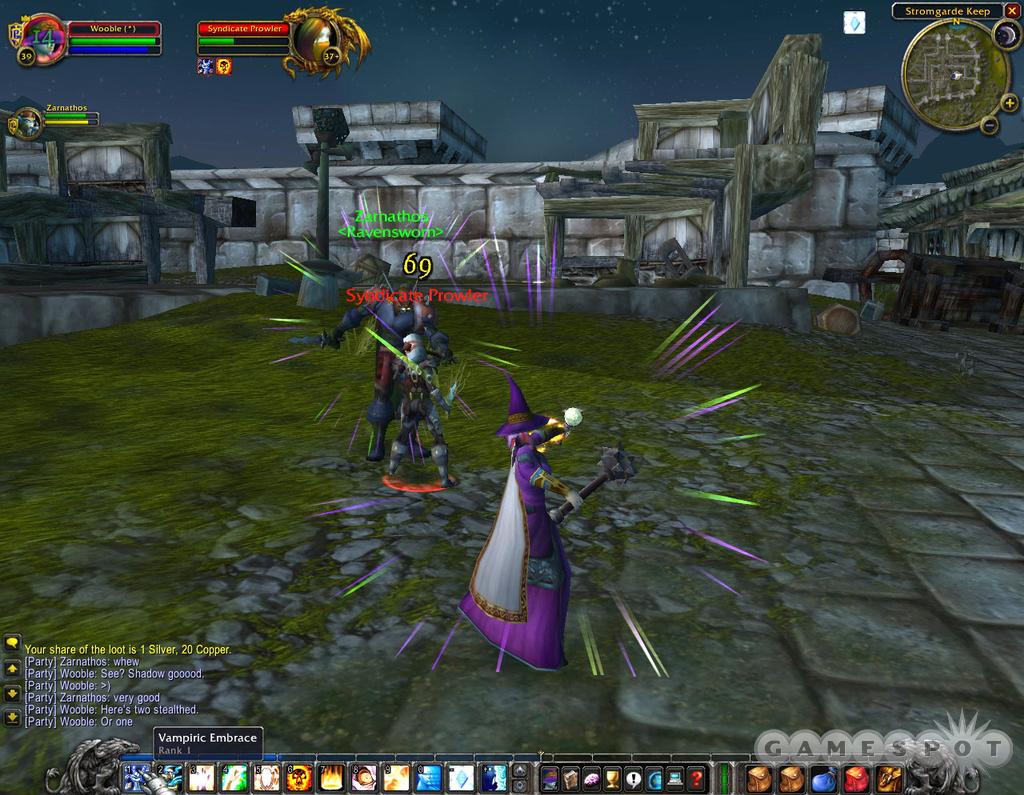 Wooble (*)
14
39
Syndicate Prowler
37+
Stromgarde Keep
N
Zarnathos
Zarnathos
<Ravensworn>
69
Syndicate Prowler
Your share of the loot is 1 Silver, 20 Copper.
[Party] Zarnathos: whew
[Party] Wooble: See? Shadow gooood.
[Party] Wooble: >)
[Party] Zarnathos: very good
[Party] Wooble: Here's two stealthed.
[Party] Wooble: Or one
Vampiric Embrace
Rank 1
GAMESPOT